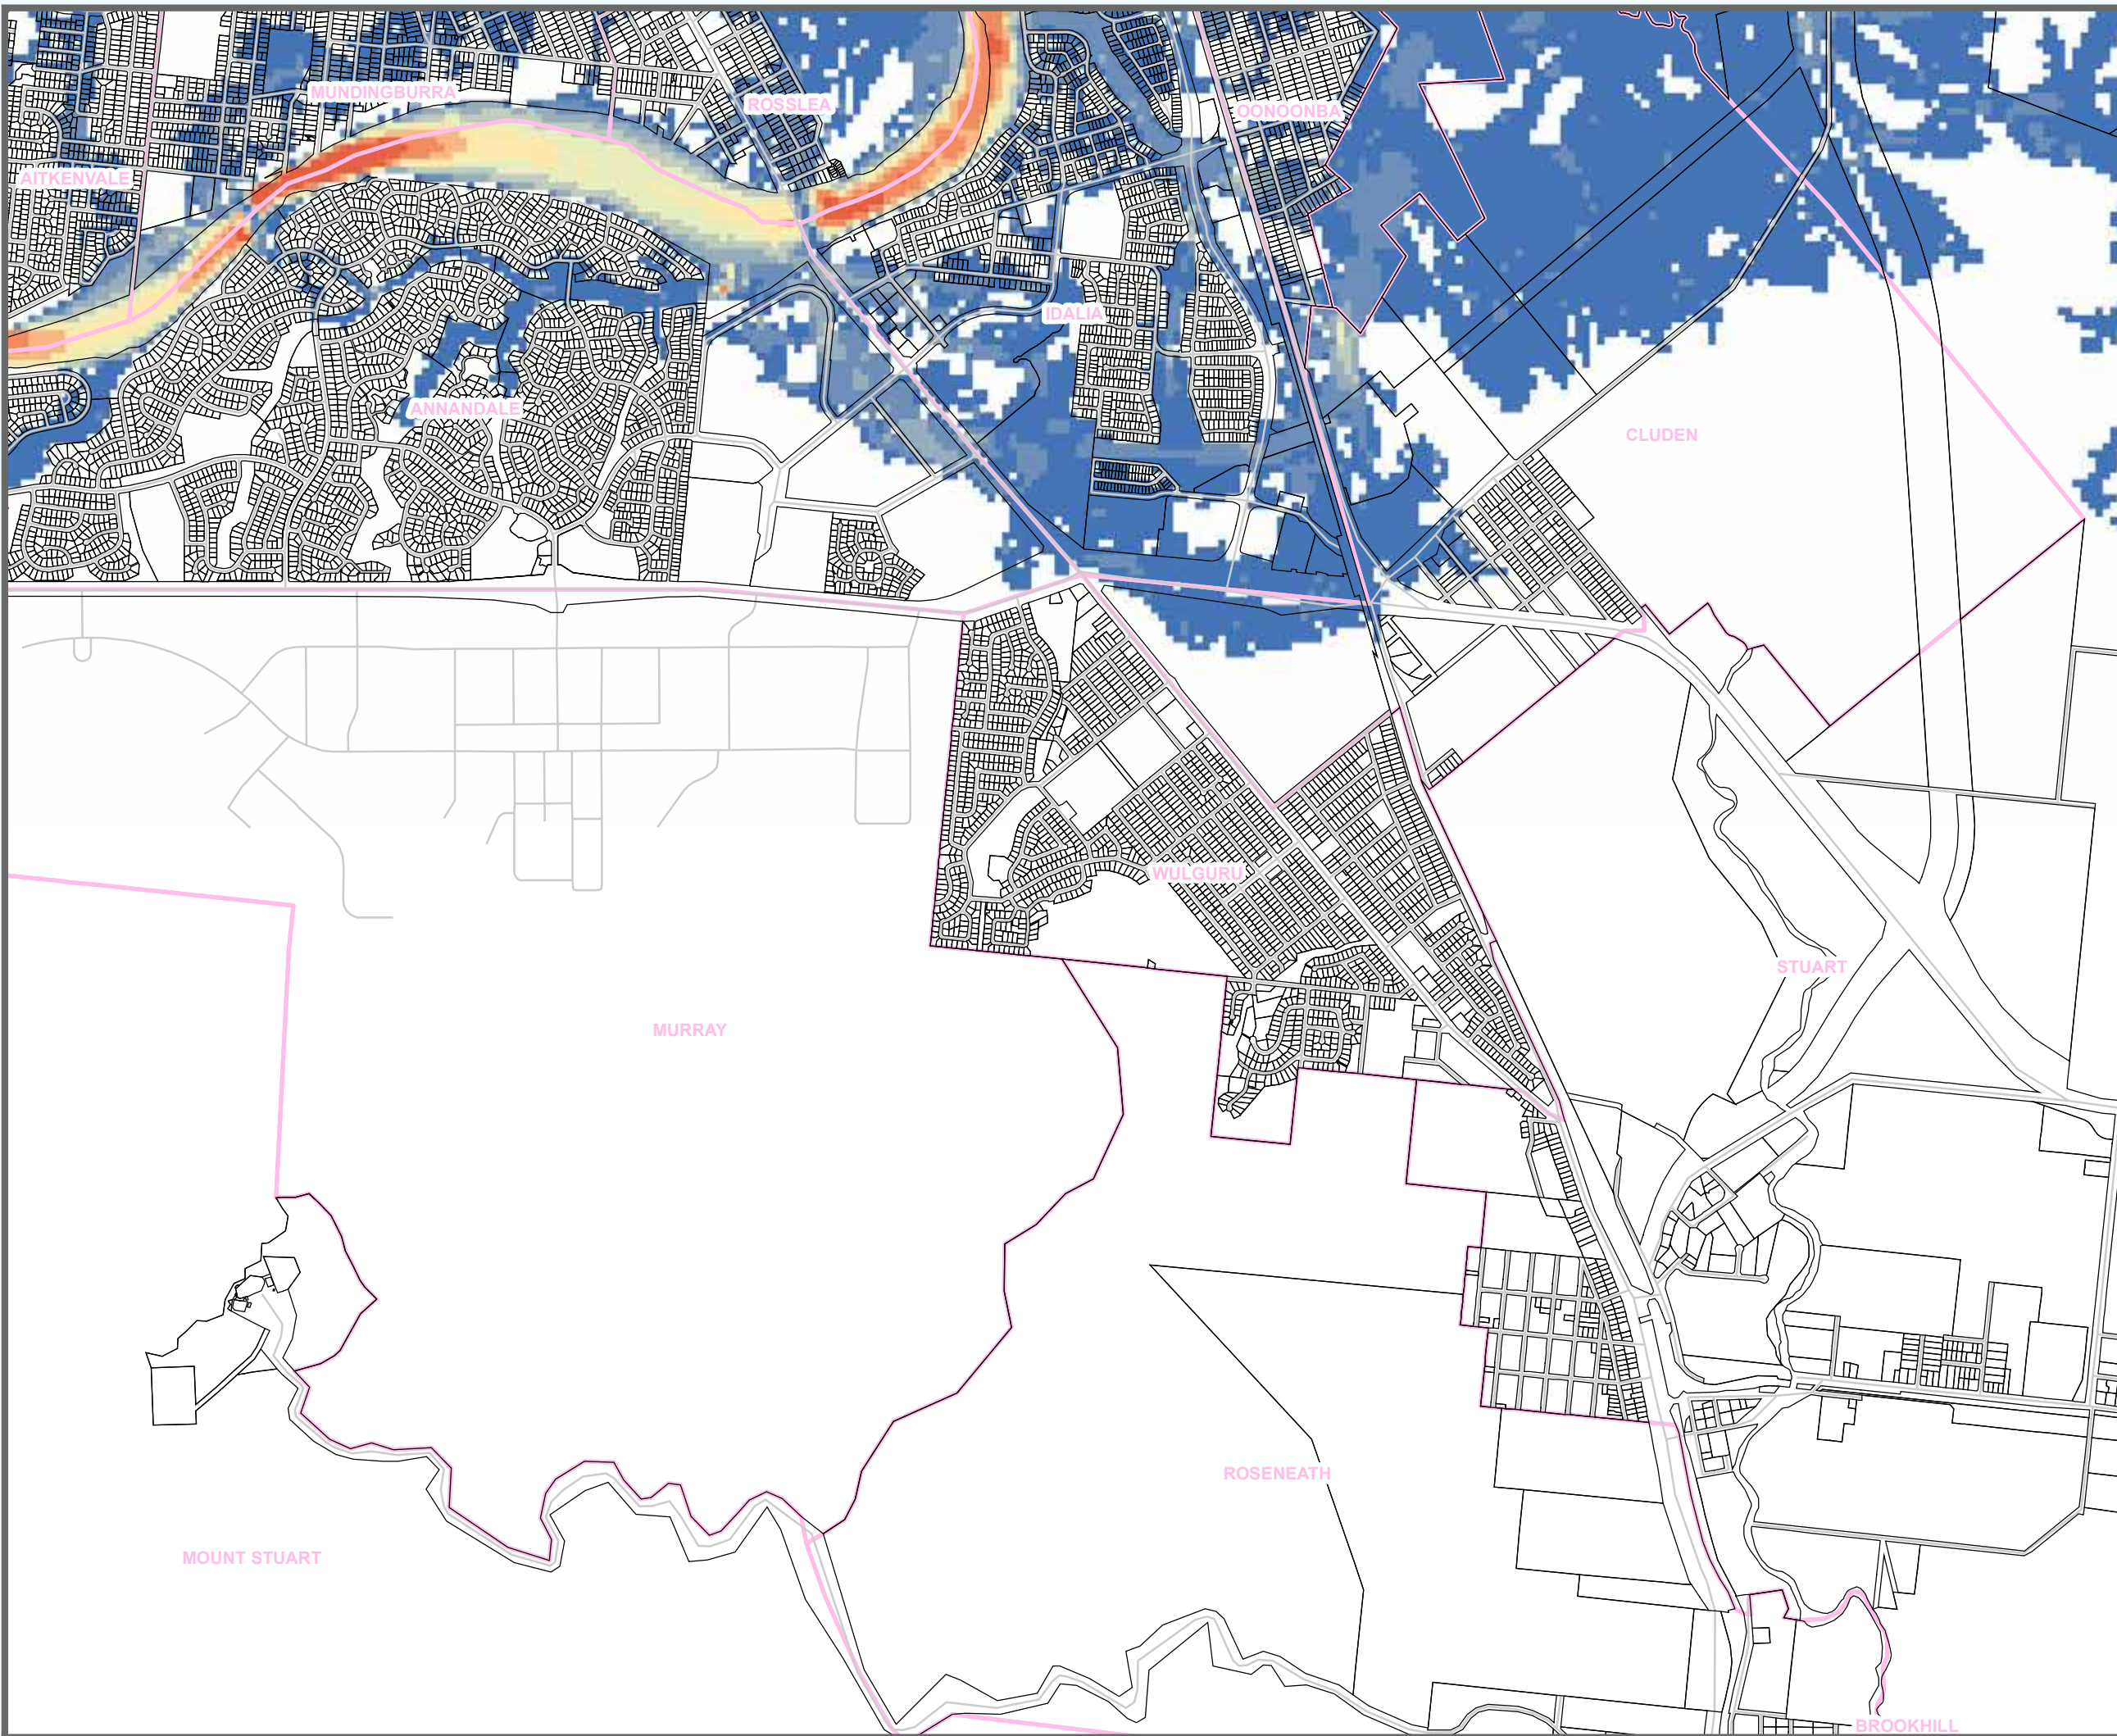 MUNDINGBURRA
ROSSLEA
OONOONBA
AITKENVALE
IDALIA
ANNANDALE
CLUDEN
WULGURU
STUART
MURRAY
ROSENEATH
MOUNT STUART
BROOKHILL